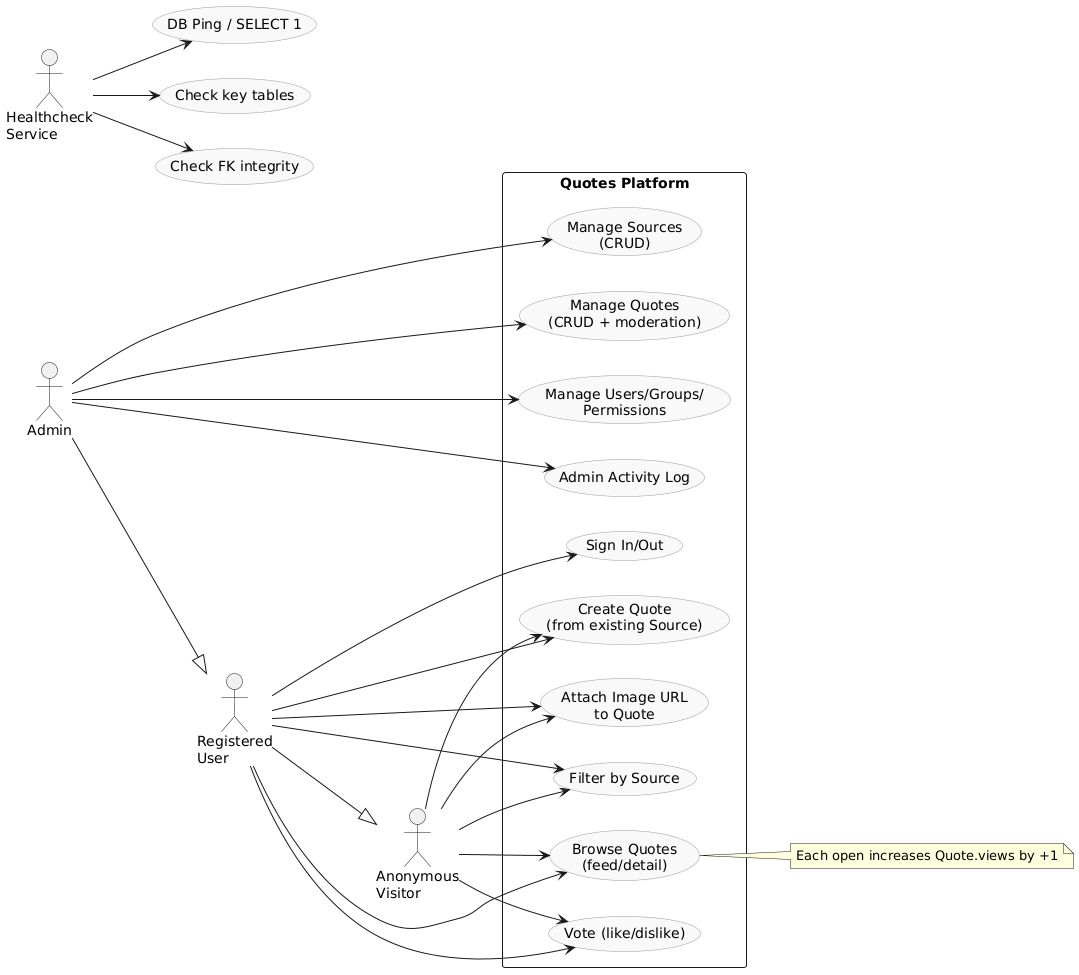 DB Ping / SELECT 1
Check key tables
Check FK integrity
Healthcheck
Service
Quotes Platform
Manage Sources
(CRUD)
Manage Quotes
(CRUD + moderation)
Manage Users/Groups/
Permissions
Admin
Admin Activity Log
Sign In/Out
Create Quote
(from existing Source)
Attach Image URL
to Quote
Registered
User
Filter by Source
Browse Quotes
(feed/detail)
Each open increases Quote.views by +1
Anonymous
Visitor
Vote (like/dislike)